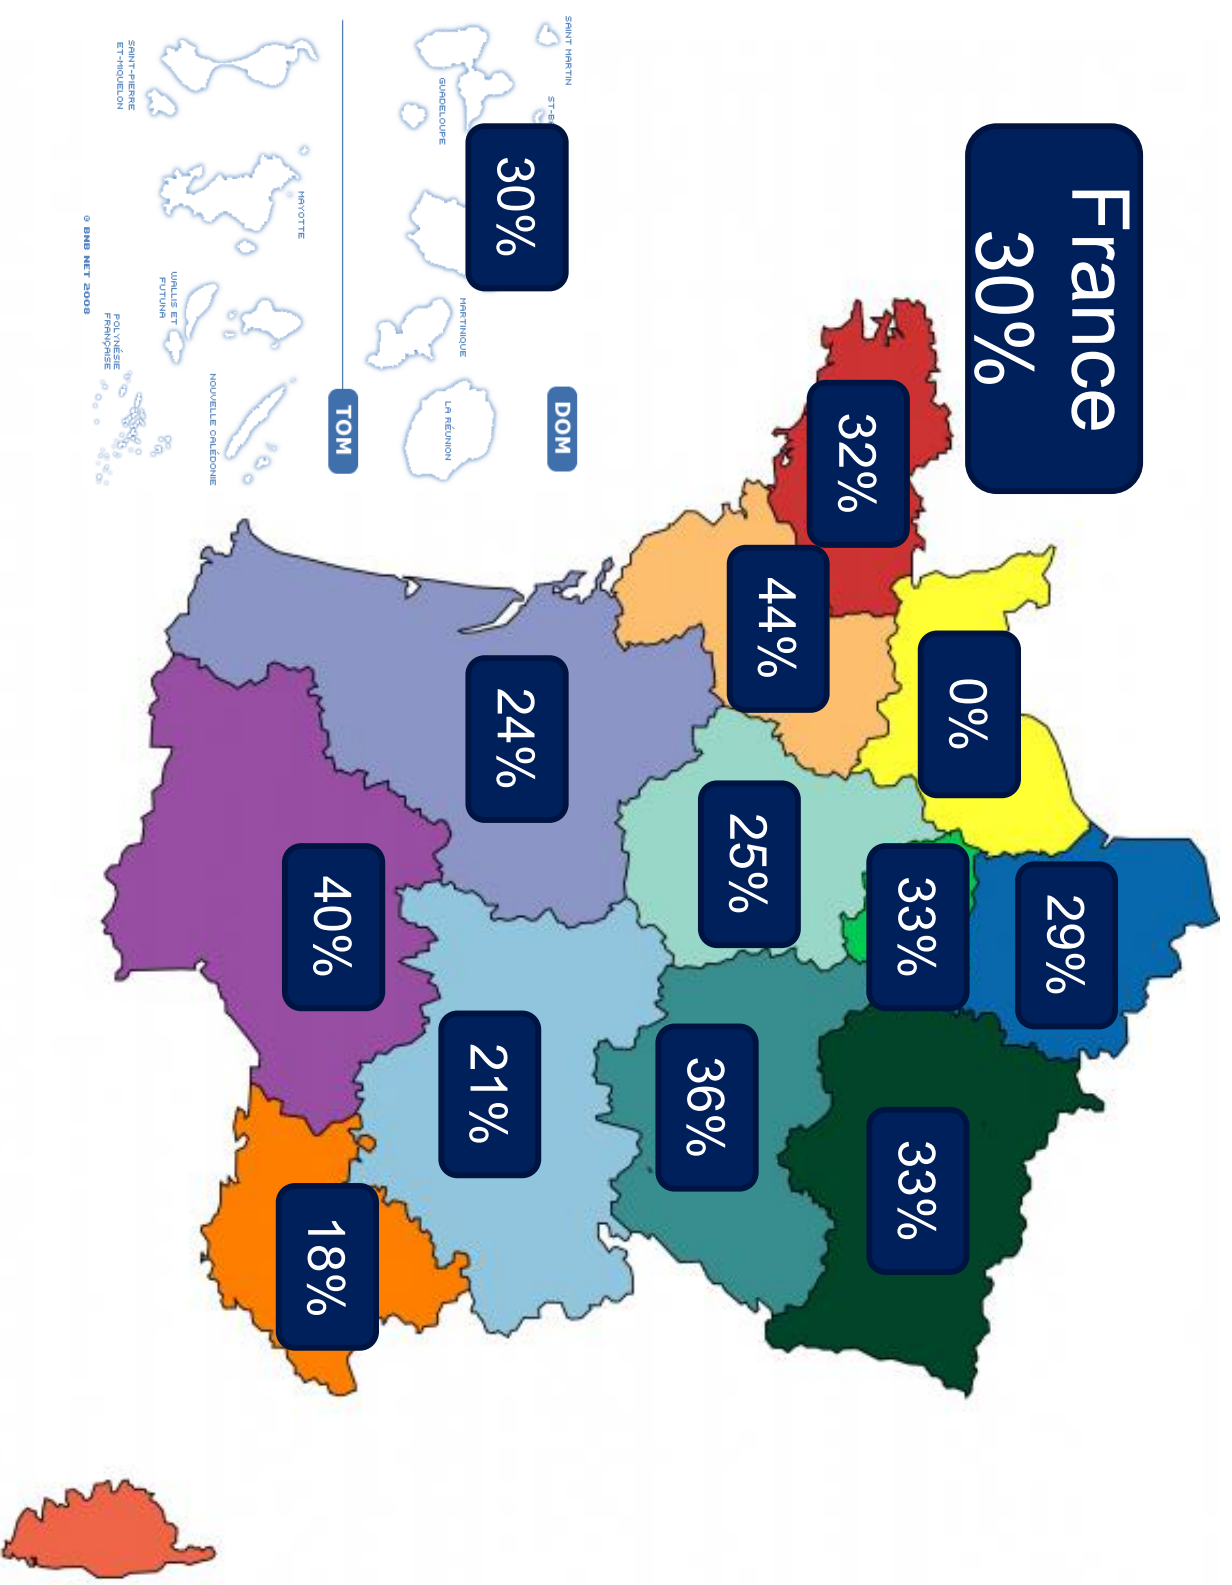 France
30%
29%
0%
33%
33%
32%
44%
25%
36%
24%
21%
40%
18%
30%
DOM
SAINT MARTIN
GUADELOUPE
MARTINIQUE
LA RÉUNION
TOM
SAINT-PIERRE
ET-MIQUELON
MAYOTTE
WALLIS ET
FUTUNA
NOUVELLE CALÉDONIE
POLYNÉSIE
FRANÇAISE
© BNB NET 2008